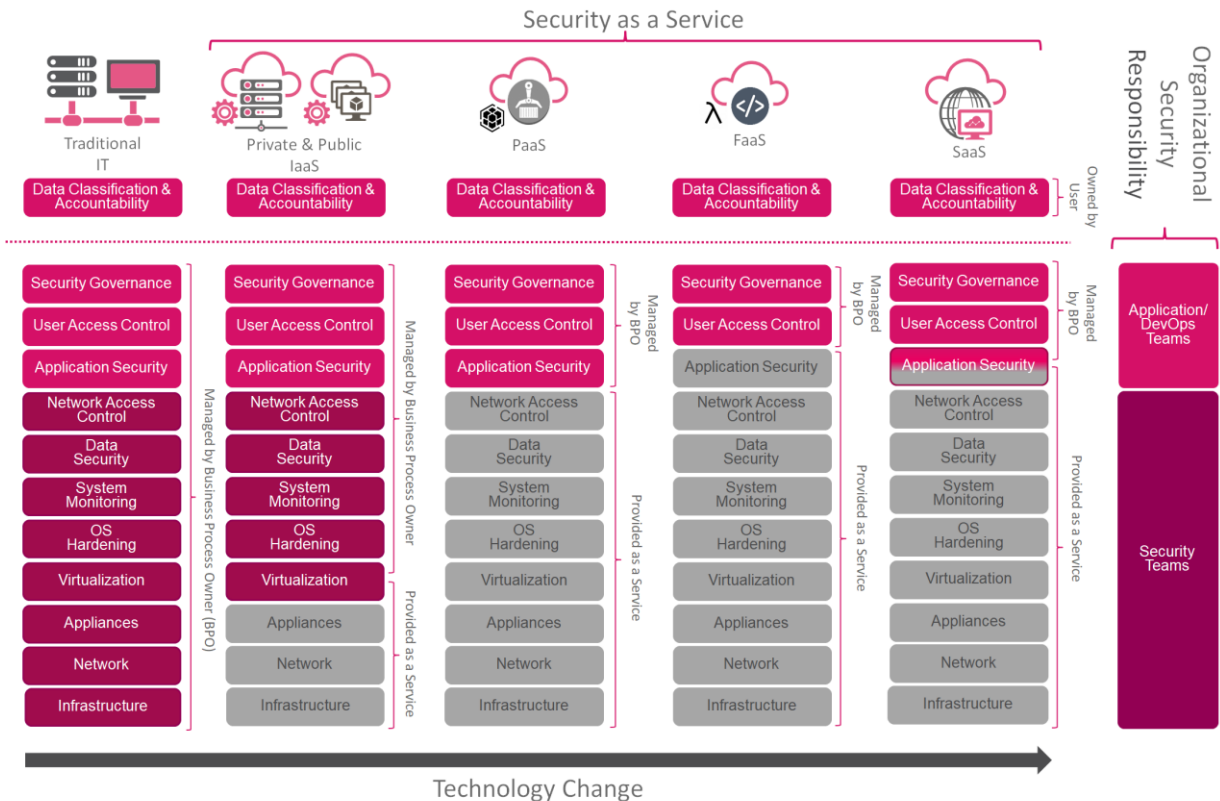 Security as a Service
Traditional
IT
Private & Public
IaaS
PaaS
λ
</>
FaaS
SaaS
Organizational
Security
Responsibility
Data Classification &
Accountability
Data Classification &
Accountability
Data Classification &
Accountability
Data Classification &
Accountability
Data Classification &
Accountability
Owned by
User
Security Governance
User Access Control
Application Security
Network Access
Control
Data
Security
System
Monitoring
OS
Hardening
Virtualization
Appliances
Network
Infrastructure
Managed by Business Process Owner (BPO)
Security Governance
User Access Control
Application Security
Network Access
Control
Data
Security
System
Monitoring
OS
Hardening
Virtualization
Appliances
Network
Infrastructure
Managed by Business Process Owner
Provided as a Service
Security Governance
User Access Control
Application Security
Network Access
Control
Data
Security
System
Monitoring
OS
Hardening
Virtualization
Appliances
Network
Infrastructure
Managed
by BPO
Provided as a Service
Security Governance
User Access Control
Application Security
Network Access
Control
Data
Security
System
Monitoring
OS
Hardening
Virtualization
Appliances
Network
Infrastructure
Managed
by BPO
Provided as a Service
Security Governance
User Access Control
Application Security
Network Access
Control
Data
Security
System
Monitoring
OS
Hardening
Virtualization
Appliances
Network
Infrastructure
Managed
by BPO
Provided as a Service
Application/
DevOps
Teams
Security
Teams
Technology Change